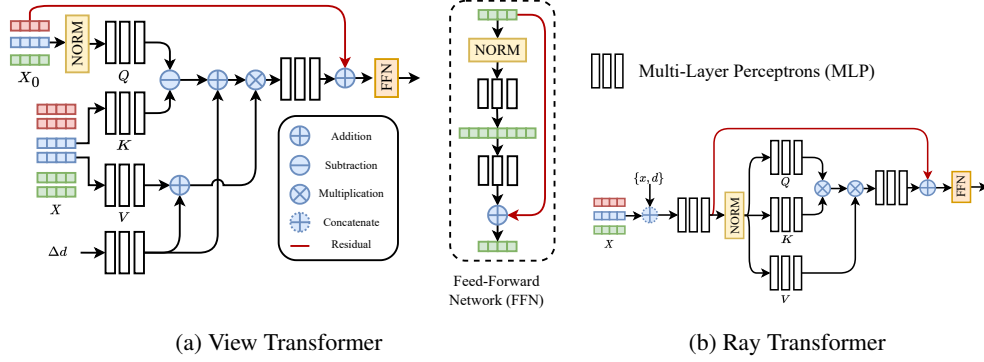 X₀
NORM
Q
K
V
X
Δd
FFN
Addition
Subtraction
Multiplication
Concatenate
Residual
NORM
Feed-Forward
Network (FFN)
Multi-Layer Perceptrons (MLP)
{x, d}
X
NORM
Q
K
V
FFN
(a) View Transformer
(b) Ray Transformer